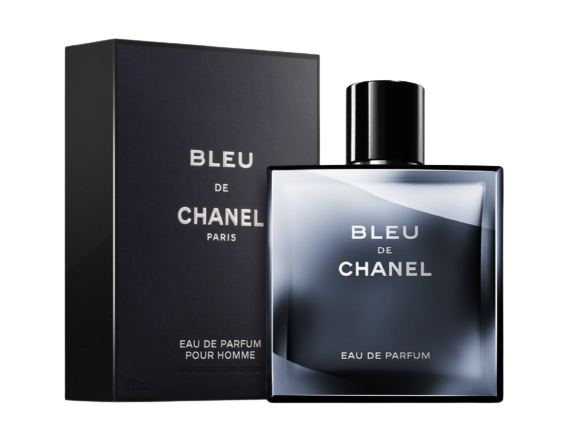 BLEU
DE
CHANEL
PARIS
EAU DE PARFUM
POUR HOMME
BLEU
DE
CHANEL
EAU DE PARFUM